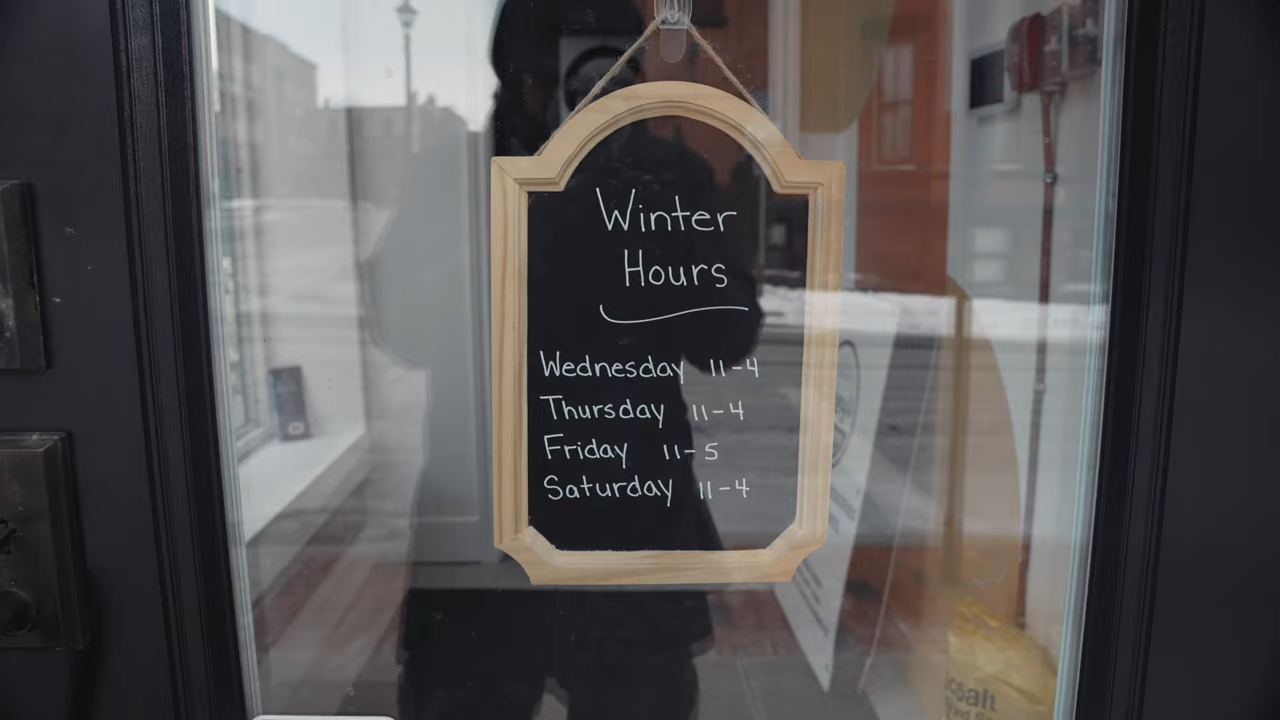 Winter
Hours
Wednesday 11-4
Thursday 11-4
Friday 11-5
Saturday 11-4